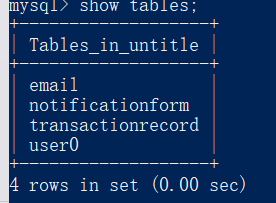 mysql> show tables;
+-------------------+
| Tables_in_untitle |
+-------------------+
| email             |
| notificationform  |
| transactionrecord |
| user0             |
+-------------------+
4 rows in set (0.00 sec)